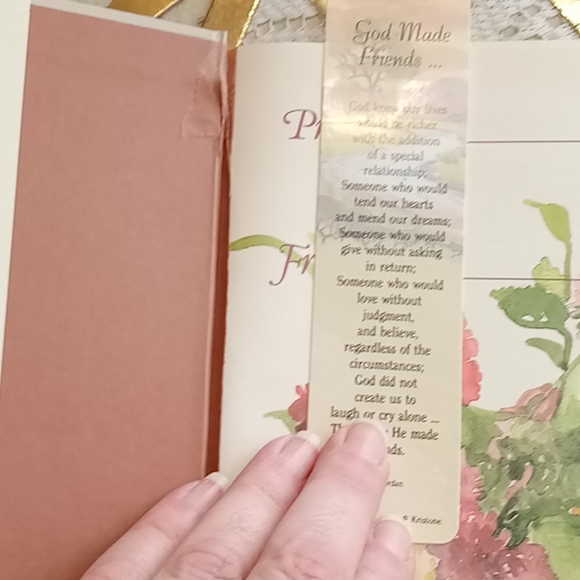 God Made
Friends ...
God knew our lives
would be richer
with the addition
of a special
relationship;
Someone who would
tend our hearts
and mend our dreams;
Someone who would
give without asking
in return;
Someone who would
love without
judgment,
and believe,
regardless of the
circumstances;
God did not
create us to
laugh or cry alone ...
He made
© Kristone
Pr
Fr